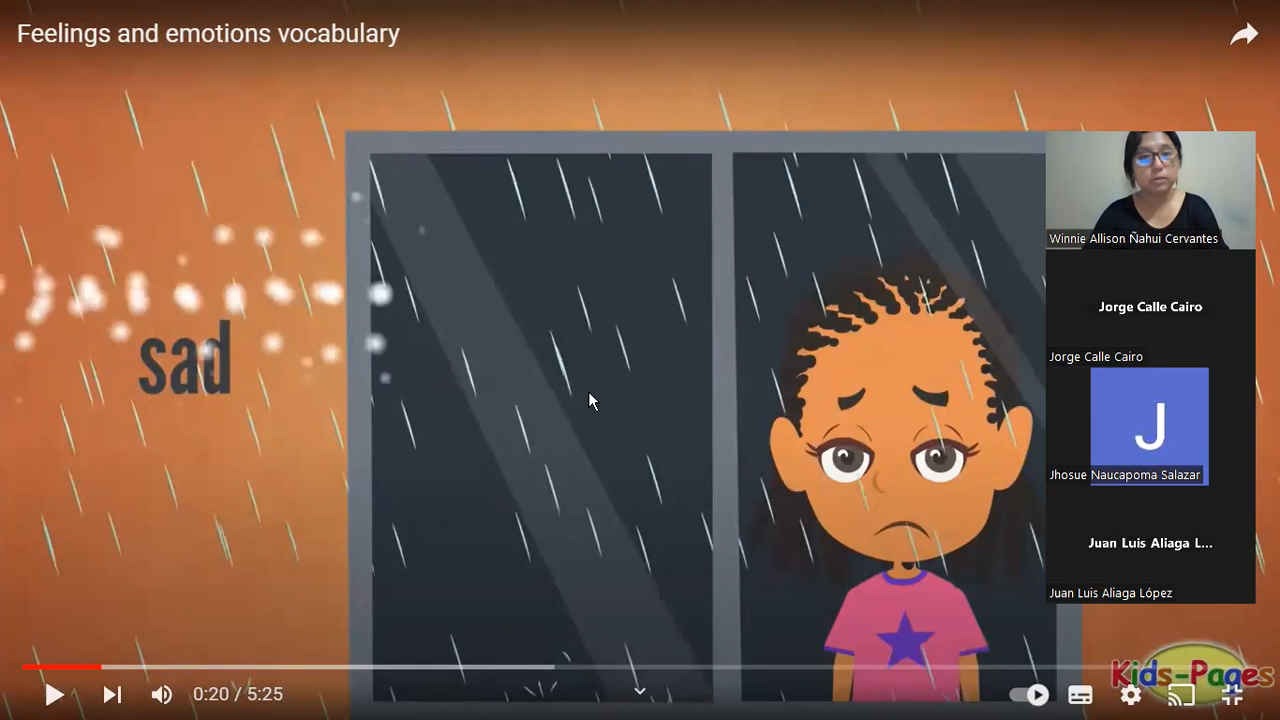 Feelings and emotions vocabulary
sad
Winnie Allison Ñahui Cervantes
Jorge Calle Cairo
Jorge Calle Cairo
J
Jhosue Naucapoma Salazar
Juan Luis Aliaga L...
Juan Luis Aliaga López
0:20 / 5:25
Kids-Pages